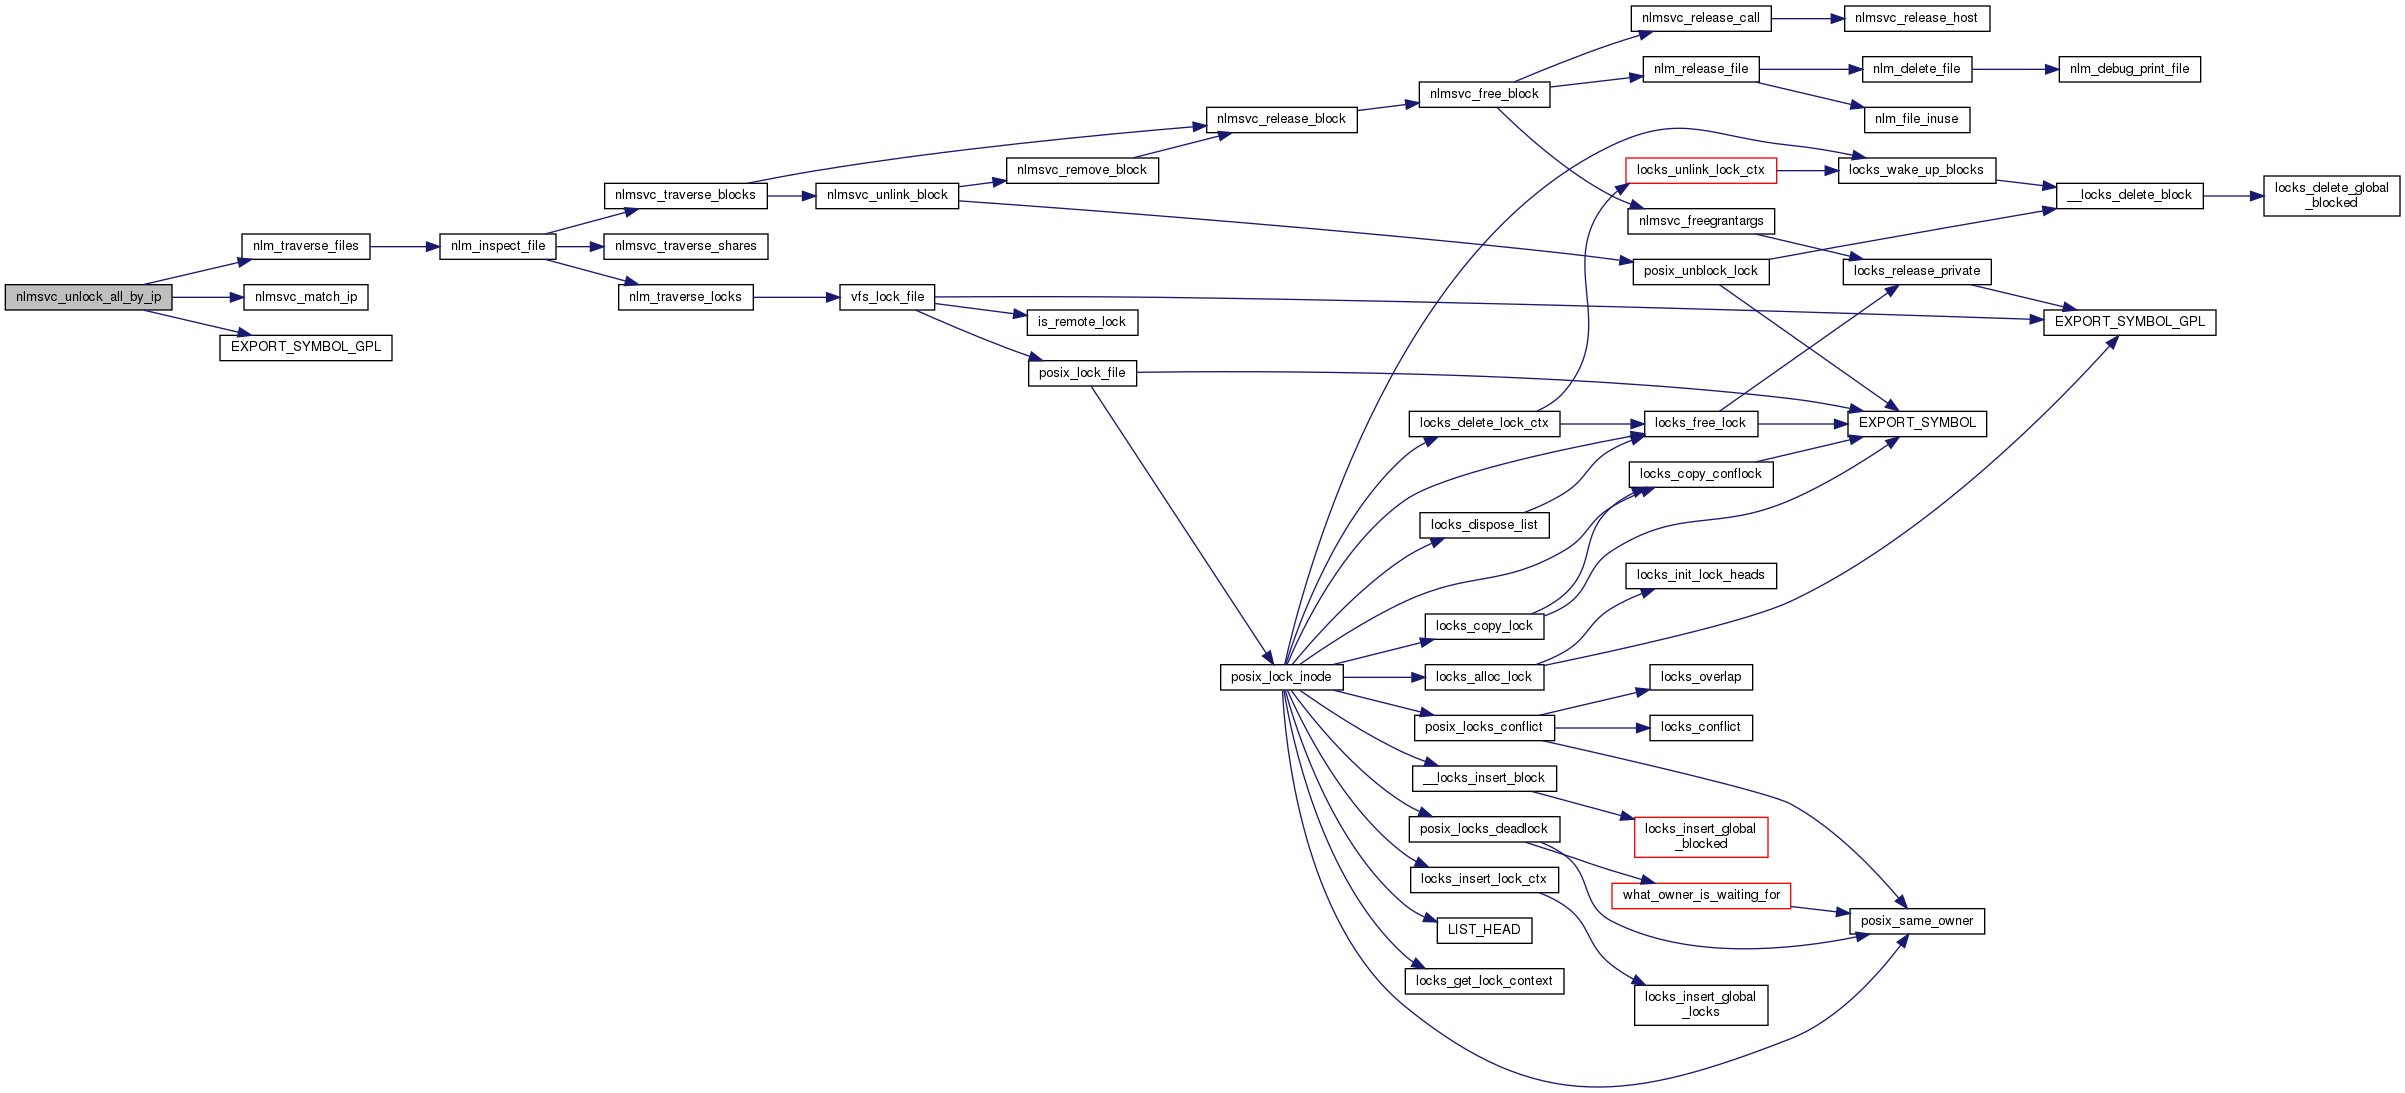 nlmsvc_unlock_all_by_ip
nlm_traverse_files
nlmsvc_match_ip
EXPORT_SYMBOL_GPL
nlm_inspect_file
nlmsvc_traverse_blocks
nlmsvc_traverse_shares
nlm_traverse_locks
nlmsvc_unlink_block
vfs_lock_file
nlmsvc_remove_block
is_remote_lock
posix_lock_file
nlmsvc_release_block
posix_lock_inode
nlmsvc_free_block
locks_delete_lock_ctx
locks_dispose_list
locks_copy_lock
locks_alloc_lock
posix_locks_conflict
__locks_insert_block
posix_locks_deadlock
locks_insert_lock_ctx
LIST_HEAD
locks_get_lock_context
nlmsvc_release_call
nlm_release_file
locks_unlink_lock_ctx
nlmsvc_freegrantargs
posix_unblock_lock
locks_free_lock
locks_copy_conflock
locks_init_lock_heads
locks_overlap
locks_conflict
locks_insert_global
_blocked
what_owner_is_waiting_for
locks_insert_global
_locks
nlmsvc_release_host
nlm_delete_file
nlm_file_inuse
locks_wake_up_blocks
locks_release_private
EXPORT_SYMBOL
posix_same_owner
nlm_debug_print_file
__locks_delete_block
EXPORT_SYMBOL_GPL
locks_delete_global
_blocked